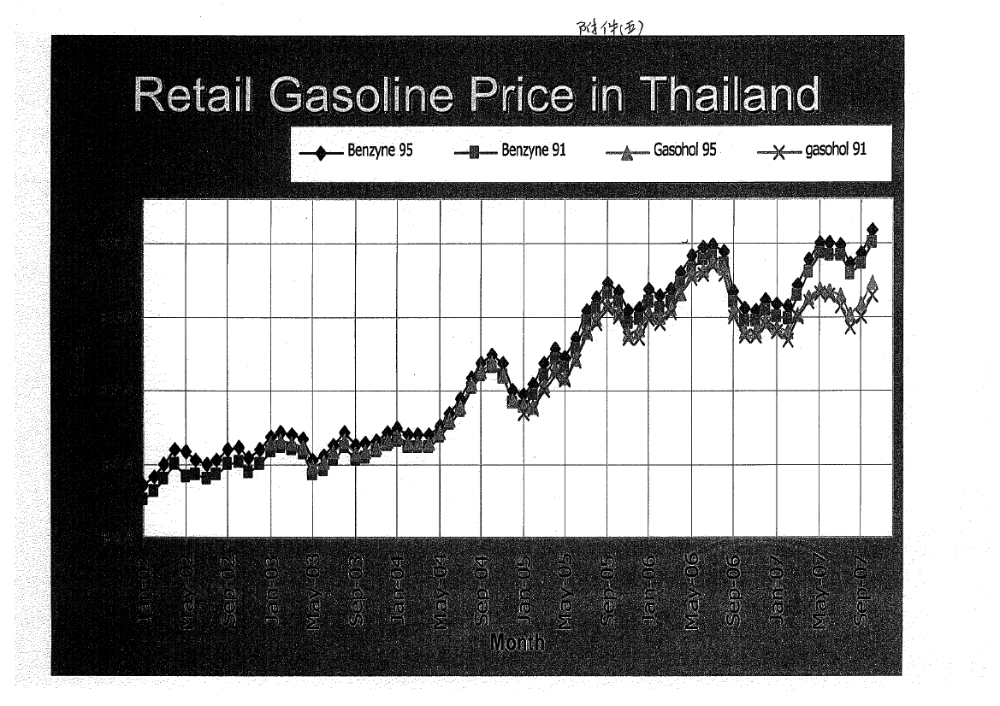 附件(五)
Retail Gasoline Price in Thailand
Benzyne 95 Benzyne 91 Gasohol 95 gasohol 91
Jan-02 May-02 Sep-02 Jan-03 May-03 Sep-03 Jan-04 May-04 Sep-04 Jan-05 May-05 Sep-05 Jan-06 May-06 Sep-06 Jan-07 May-07 Sep-07
Month